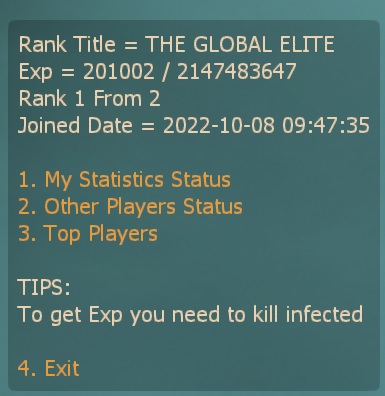 Rank Title = THE GLOBAL ELITE
Exp = 201002 / 2147483647
Rank 1 From 2
Joined Date = 2022-10-08 09:47:35
1. My Statistics Status
2. Other Players Status
3. Top Players
TIPS:
To get Exp you need to kill infected
4. Exit